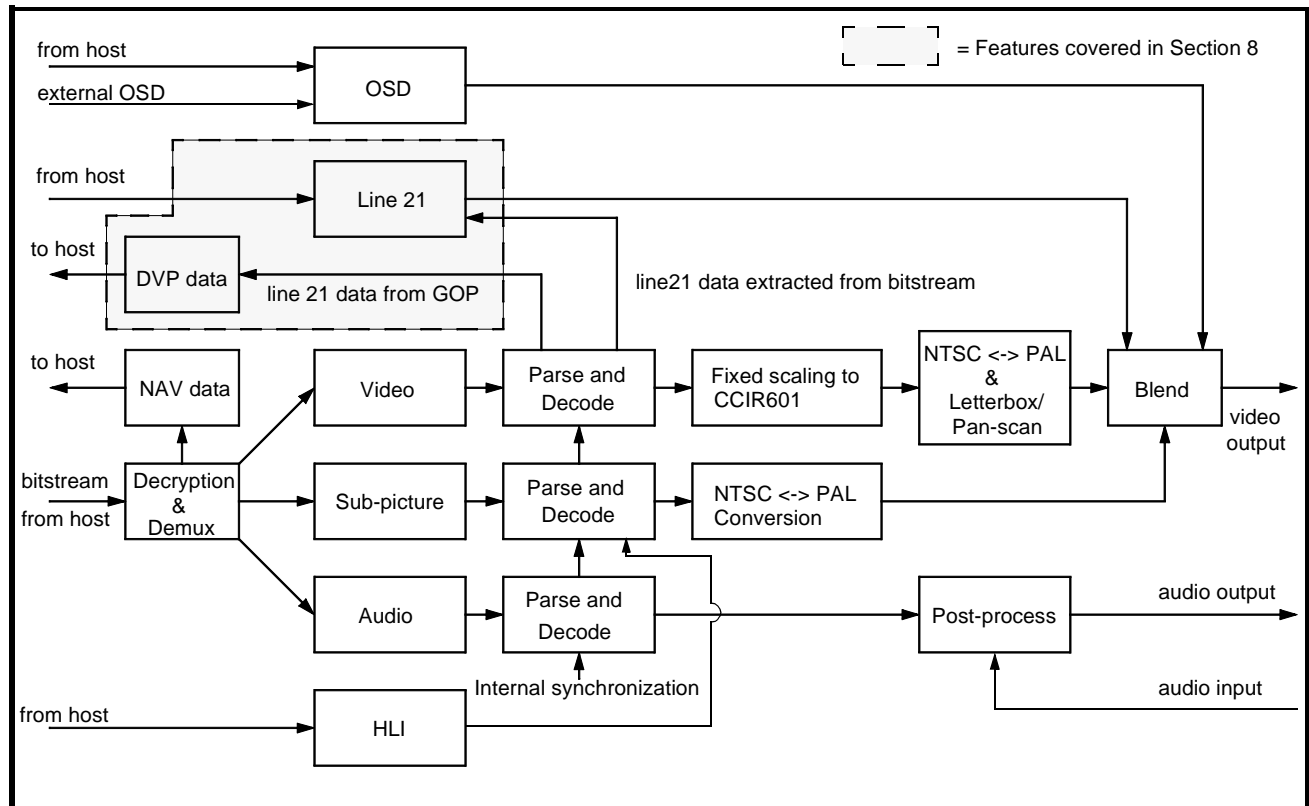 from host
external OSD
OSD
= Features covered in Section 8
from host
Line 21
to host
DVP data
line 21 data from GOP
line21 data extracted from bitstream
to host
NAV data
Video
Parse and
Decode
Fixed scaling to
CCIR601
NTSC <-> PAL
&
Letterbox/
Pan-scan
Blend
video
output
bitstream
from host
Decryption
&
Demux
Sub-picture
Parse and
Decode
NTSC <-> PAL
Conversion
Audio
Parse and
Decode
Post-process
audio output
Internal synchronization
audio input
from host
HLI